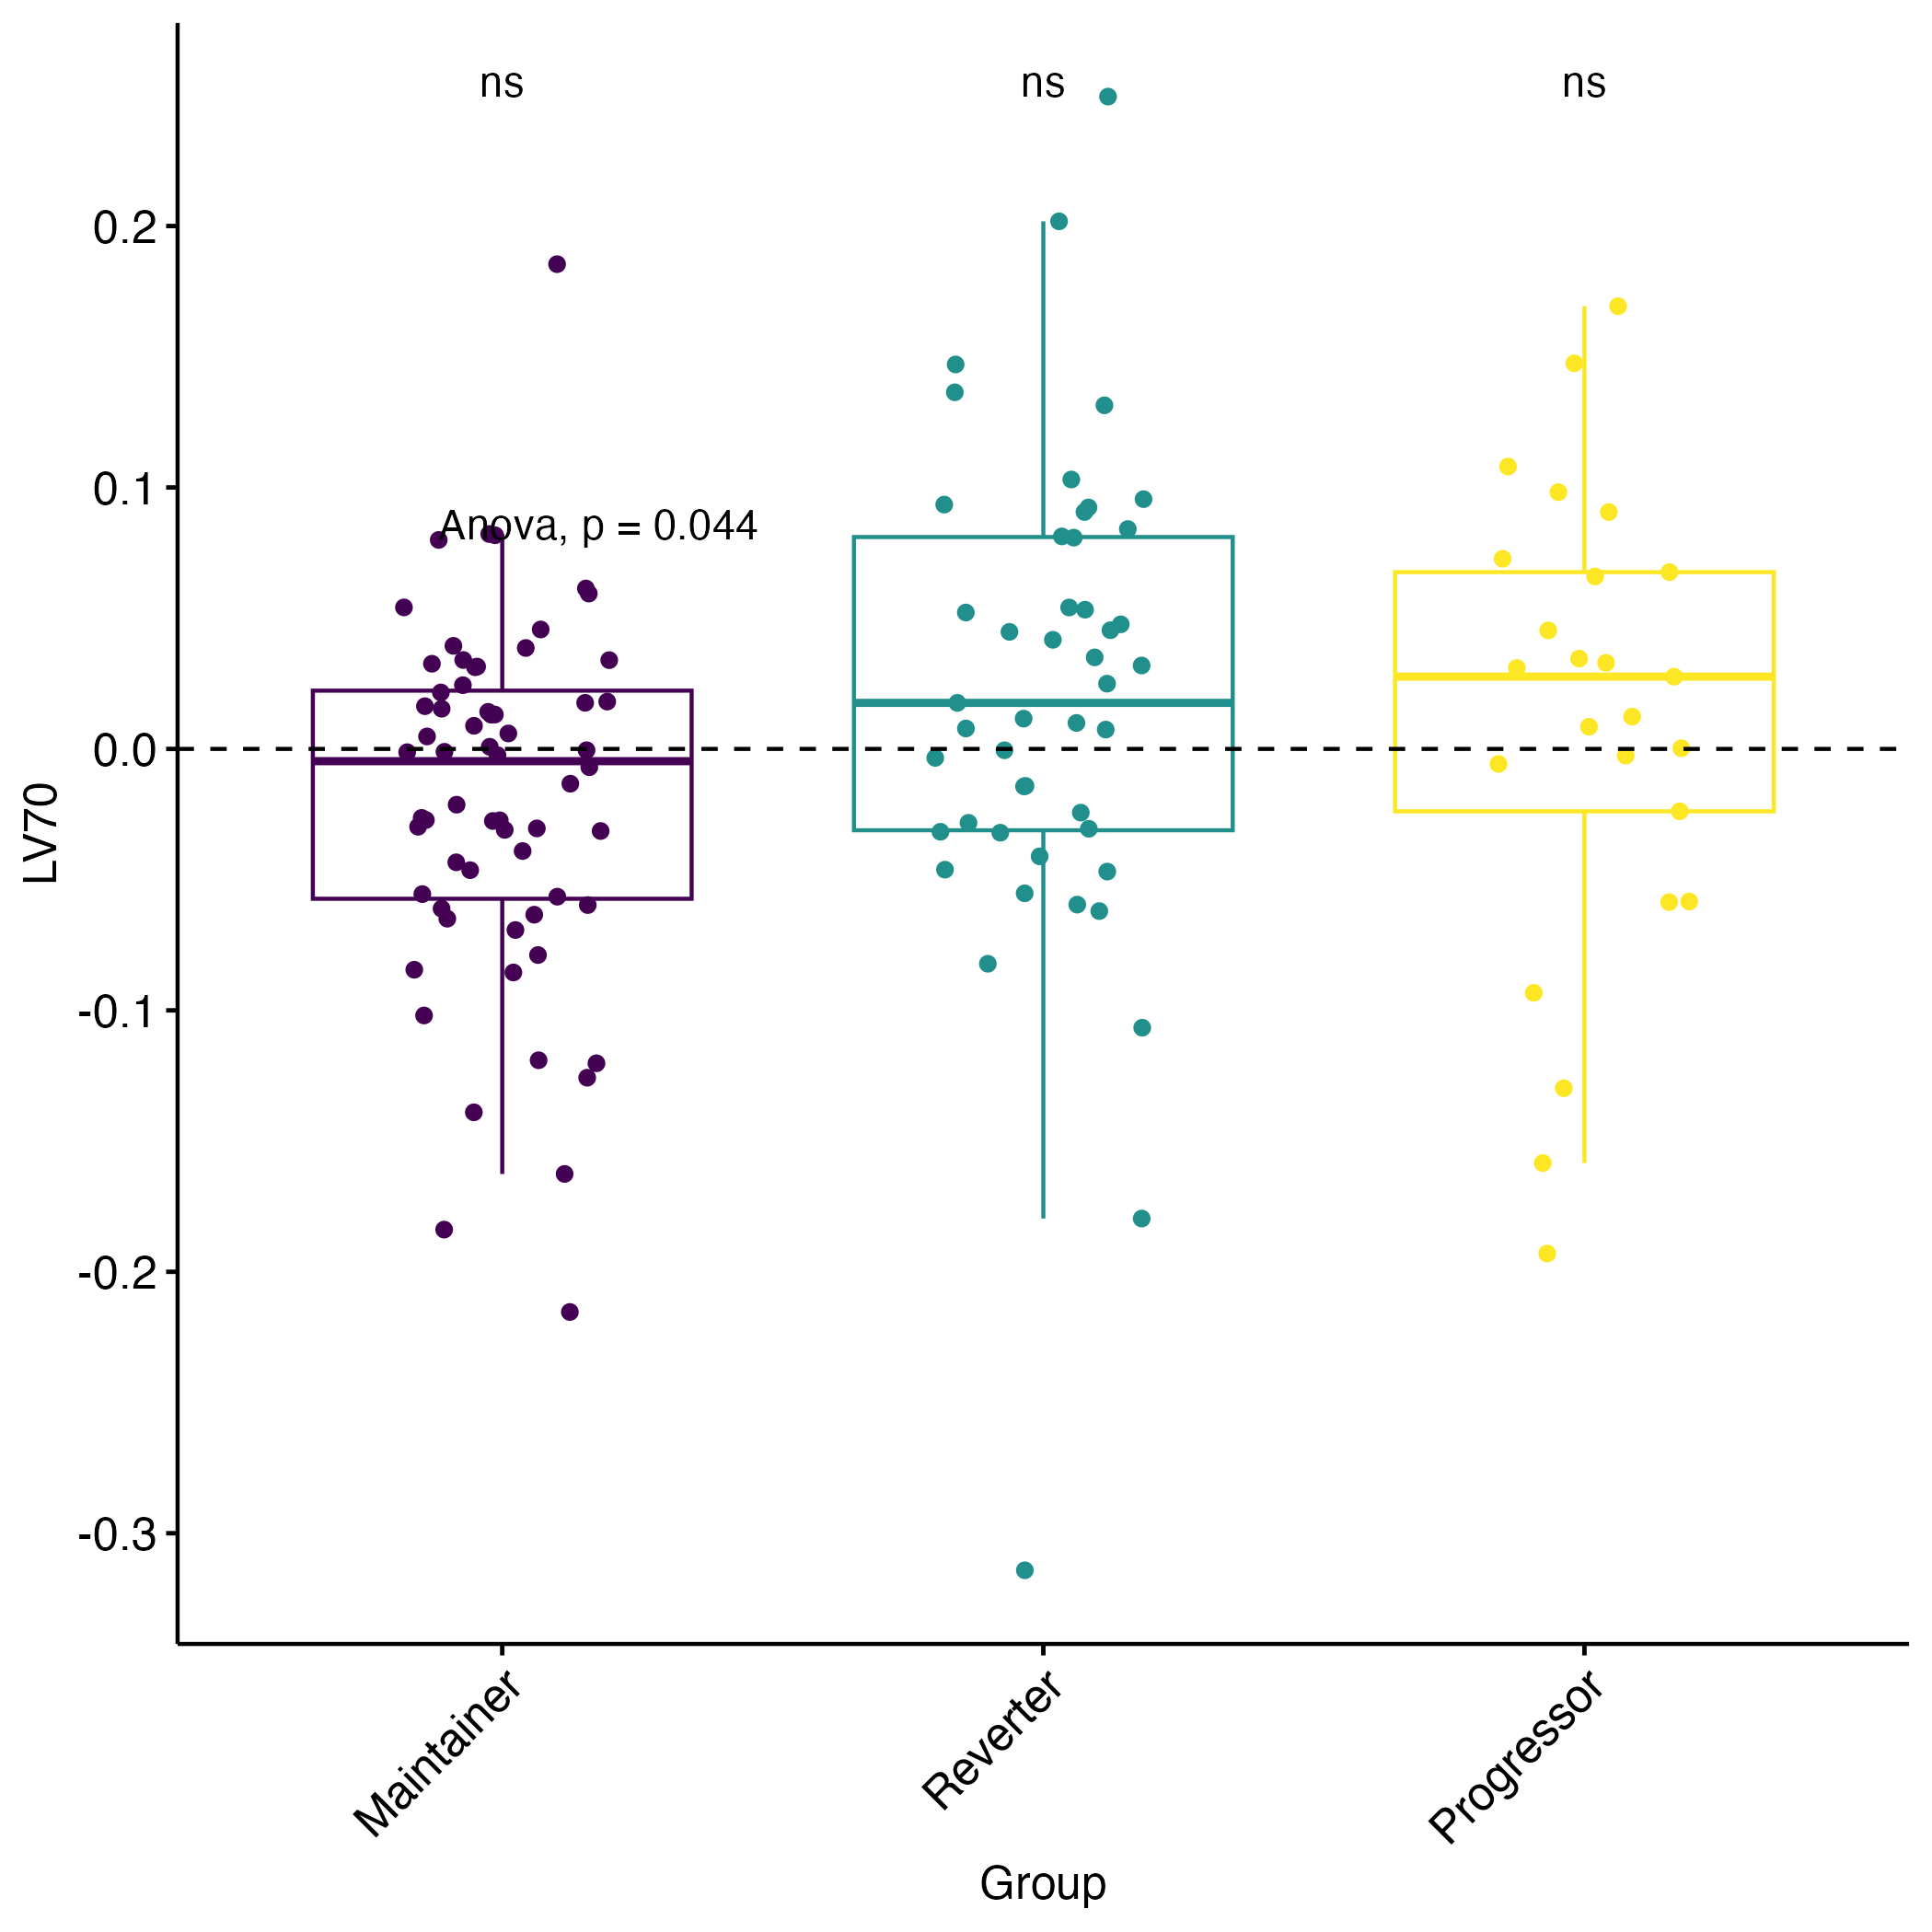 ns ns ns
0.2
0.1
Anova, p = 0.044
0.0
LV70
-0.1
-0.2
-0.3
Maintainer
Reverter
Progressor
Group